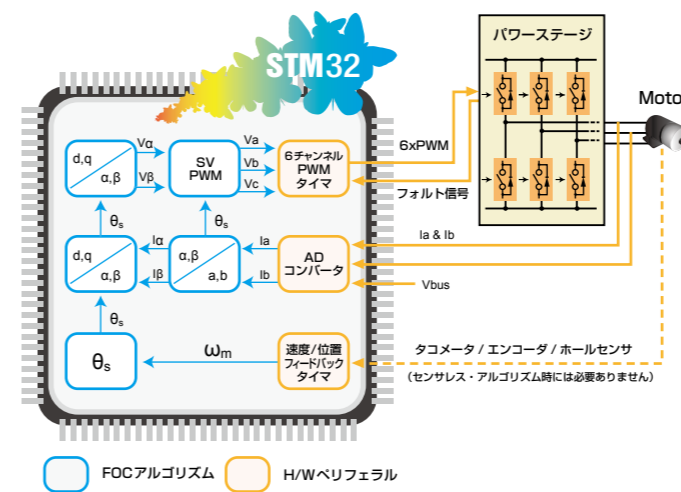 STM32
パワーステージ
Moto
6xPWM
フォルト信号
d,q
α,β
Vα
Vβ
SV
PWM
Va
Vb
Vc
6チャンネル
PWM
タイマ
θs
θs
d,q
α,β
Iα
Iβ
α,β
a,b
Ia
Ib
AD
コンバータ
Ia & Ib
Vbus
θs
θs
ωm
速度/位置
フィードバック
タイマ
タコメータ / エンコーダ / ホールセンサ
(センサレス・アルゴリズム時には必要ありません)
FOCアルゴリズム
H/Wペリフェラル